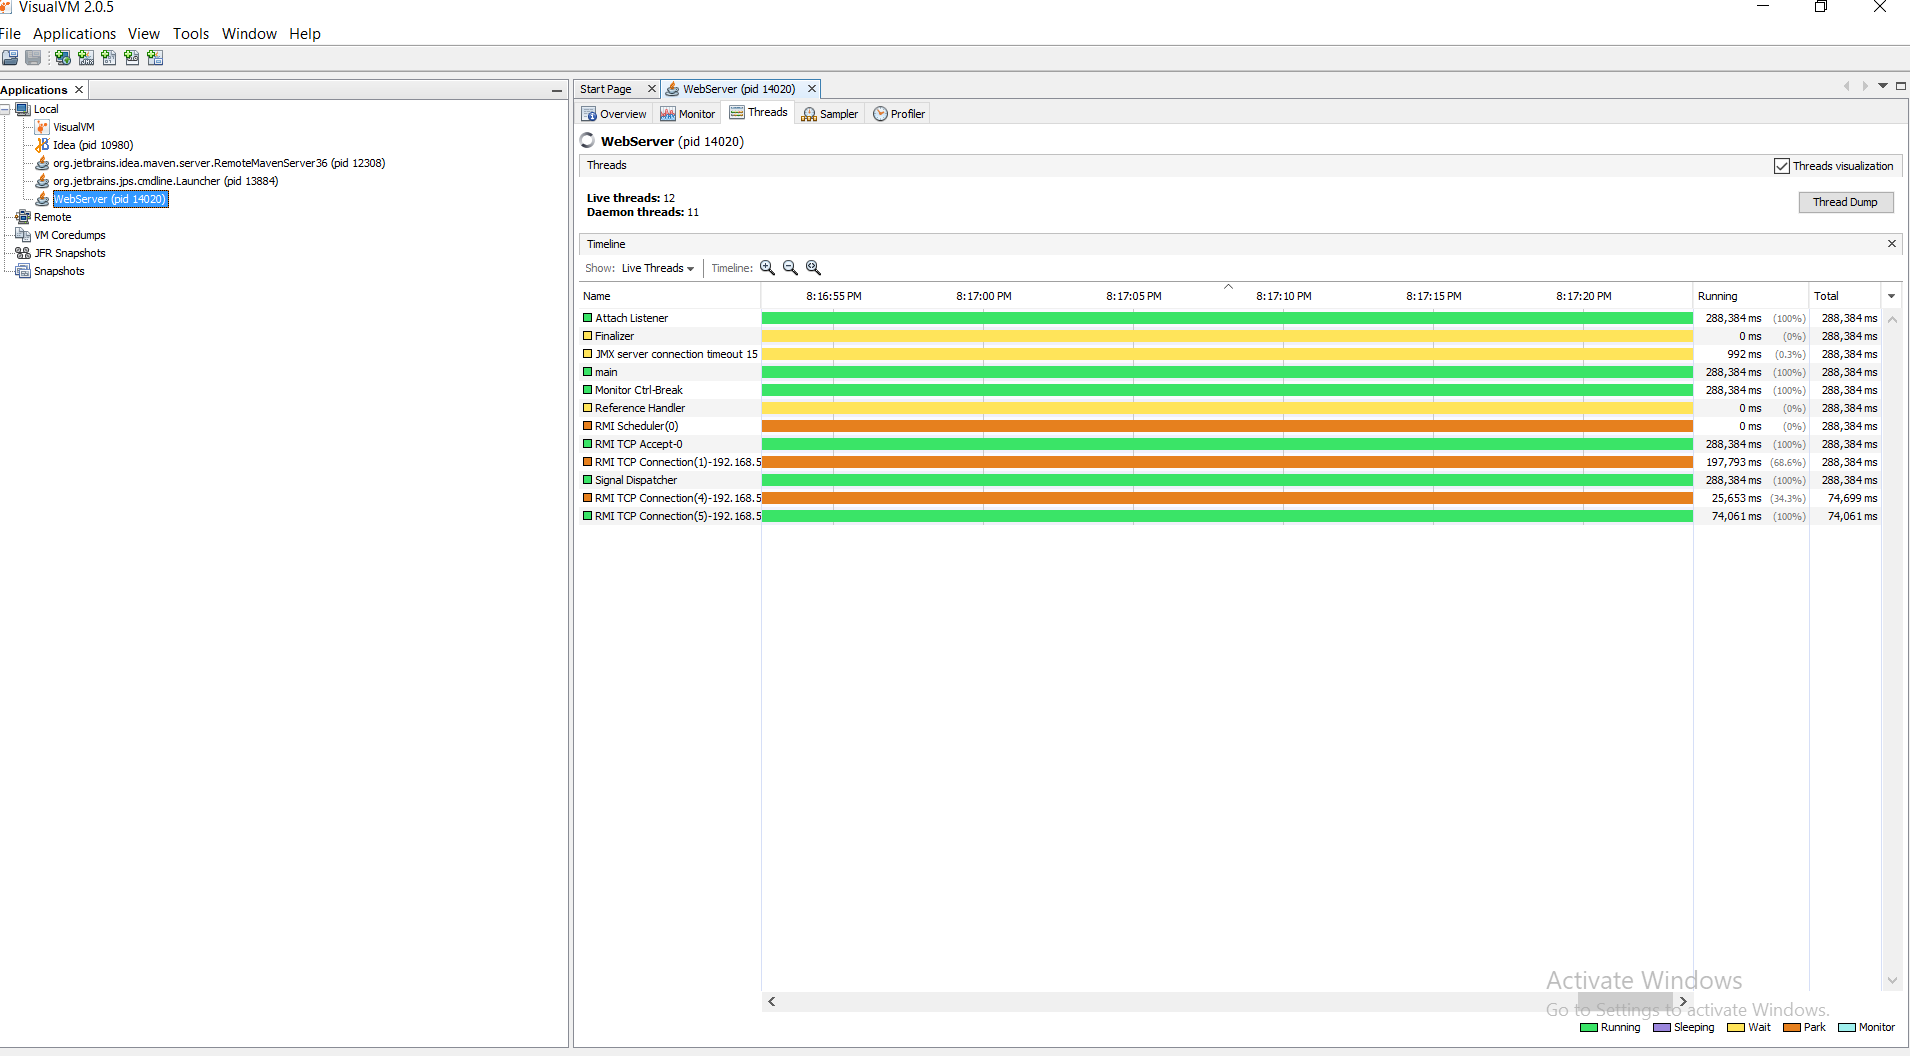 VisualVM 2.0.5
File Applications View Tools Window Help
Applications
Local
VisualVM
Idea (pid 10980)
org.jetbrains.idea.maven.server.RemoteMavenServer36 (pid 12308)
org.jetbrains.jps.cmdline.Launcher (pid 13884)
WebServer (pid 14020)
Remote
VM Coredumps
JFR Snapshots
Snapshots
Start Page WebServer (pid 14020)
Overview Monitor Threads Sampler Profiler
WebServer (pid 14020)
Threads Threads visualization
Live threads: 12
Daemon threads: 11
Thread Dump
Timeline
Show: Live Threads Timeline:
Name 8:16:55 PM 8:17:00 PM 8:17:05 PM 8:17:10 PM 8:17:15 PM 8:17:20 PM Running Total
Attach Listener 288,384 ms (100%) 288,384 ms
Finalizer 0 ms (0%) 288,384 ms
JMX server connection timeout 15 992 ms (0.3%) 288,384 ms
main 288,384 ms (100%) 288,384 ms
Monitor Ctrl-Break 288,384 ms (100%) 288,384 ms
Reference Handler 0 ms (0%) 288,384 ms
RMI Scheduler(0) 0 ms (0%) 288,384 ms
RMI TCP Accept-0 288,384 ms (100%) 288,384 ms
RMI TCP Connection(1)-192.168.5 197,793 ms (68.6%) 288,384 ms
Signal Dispatcher 288,384 ms (100%) 288,384 ms
RMI TCP Connection(4)-192.168.5 25,653 ms (34.3%) 74,699 ms
RMI TCP Connection(5)-192.168.5 74,061 ms (100%) 74,061 ms
Activate Windows
Go to Settings to activate Windows.
Running Sleeping Wait Park Monitor